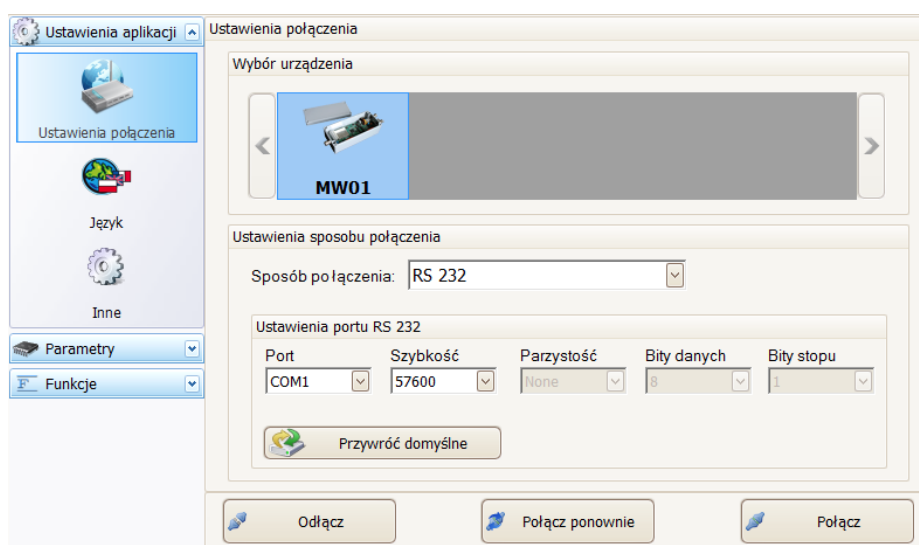 Ustawienia aplikacji
Ustawienia połączenia
Język
Inne
Parametry
F Funkcje
Ustawienia połączenia
Wybór urządzenia
MW01
Ustawienia sposobu połączenia
Sposób połączenia: RS 232
Ustawienia portu RS 232
Port Szybkość Parzystość Bity danych Bity stopu
COM1 57600 None 8 1
Przywróć domyślne
Odłącz Połącz ponownie Połącz